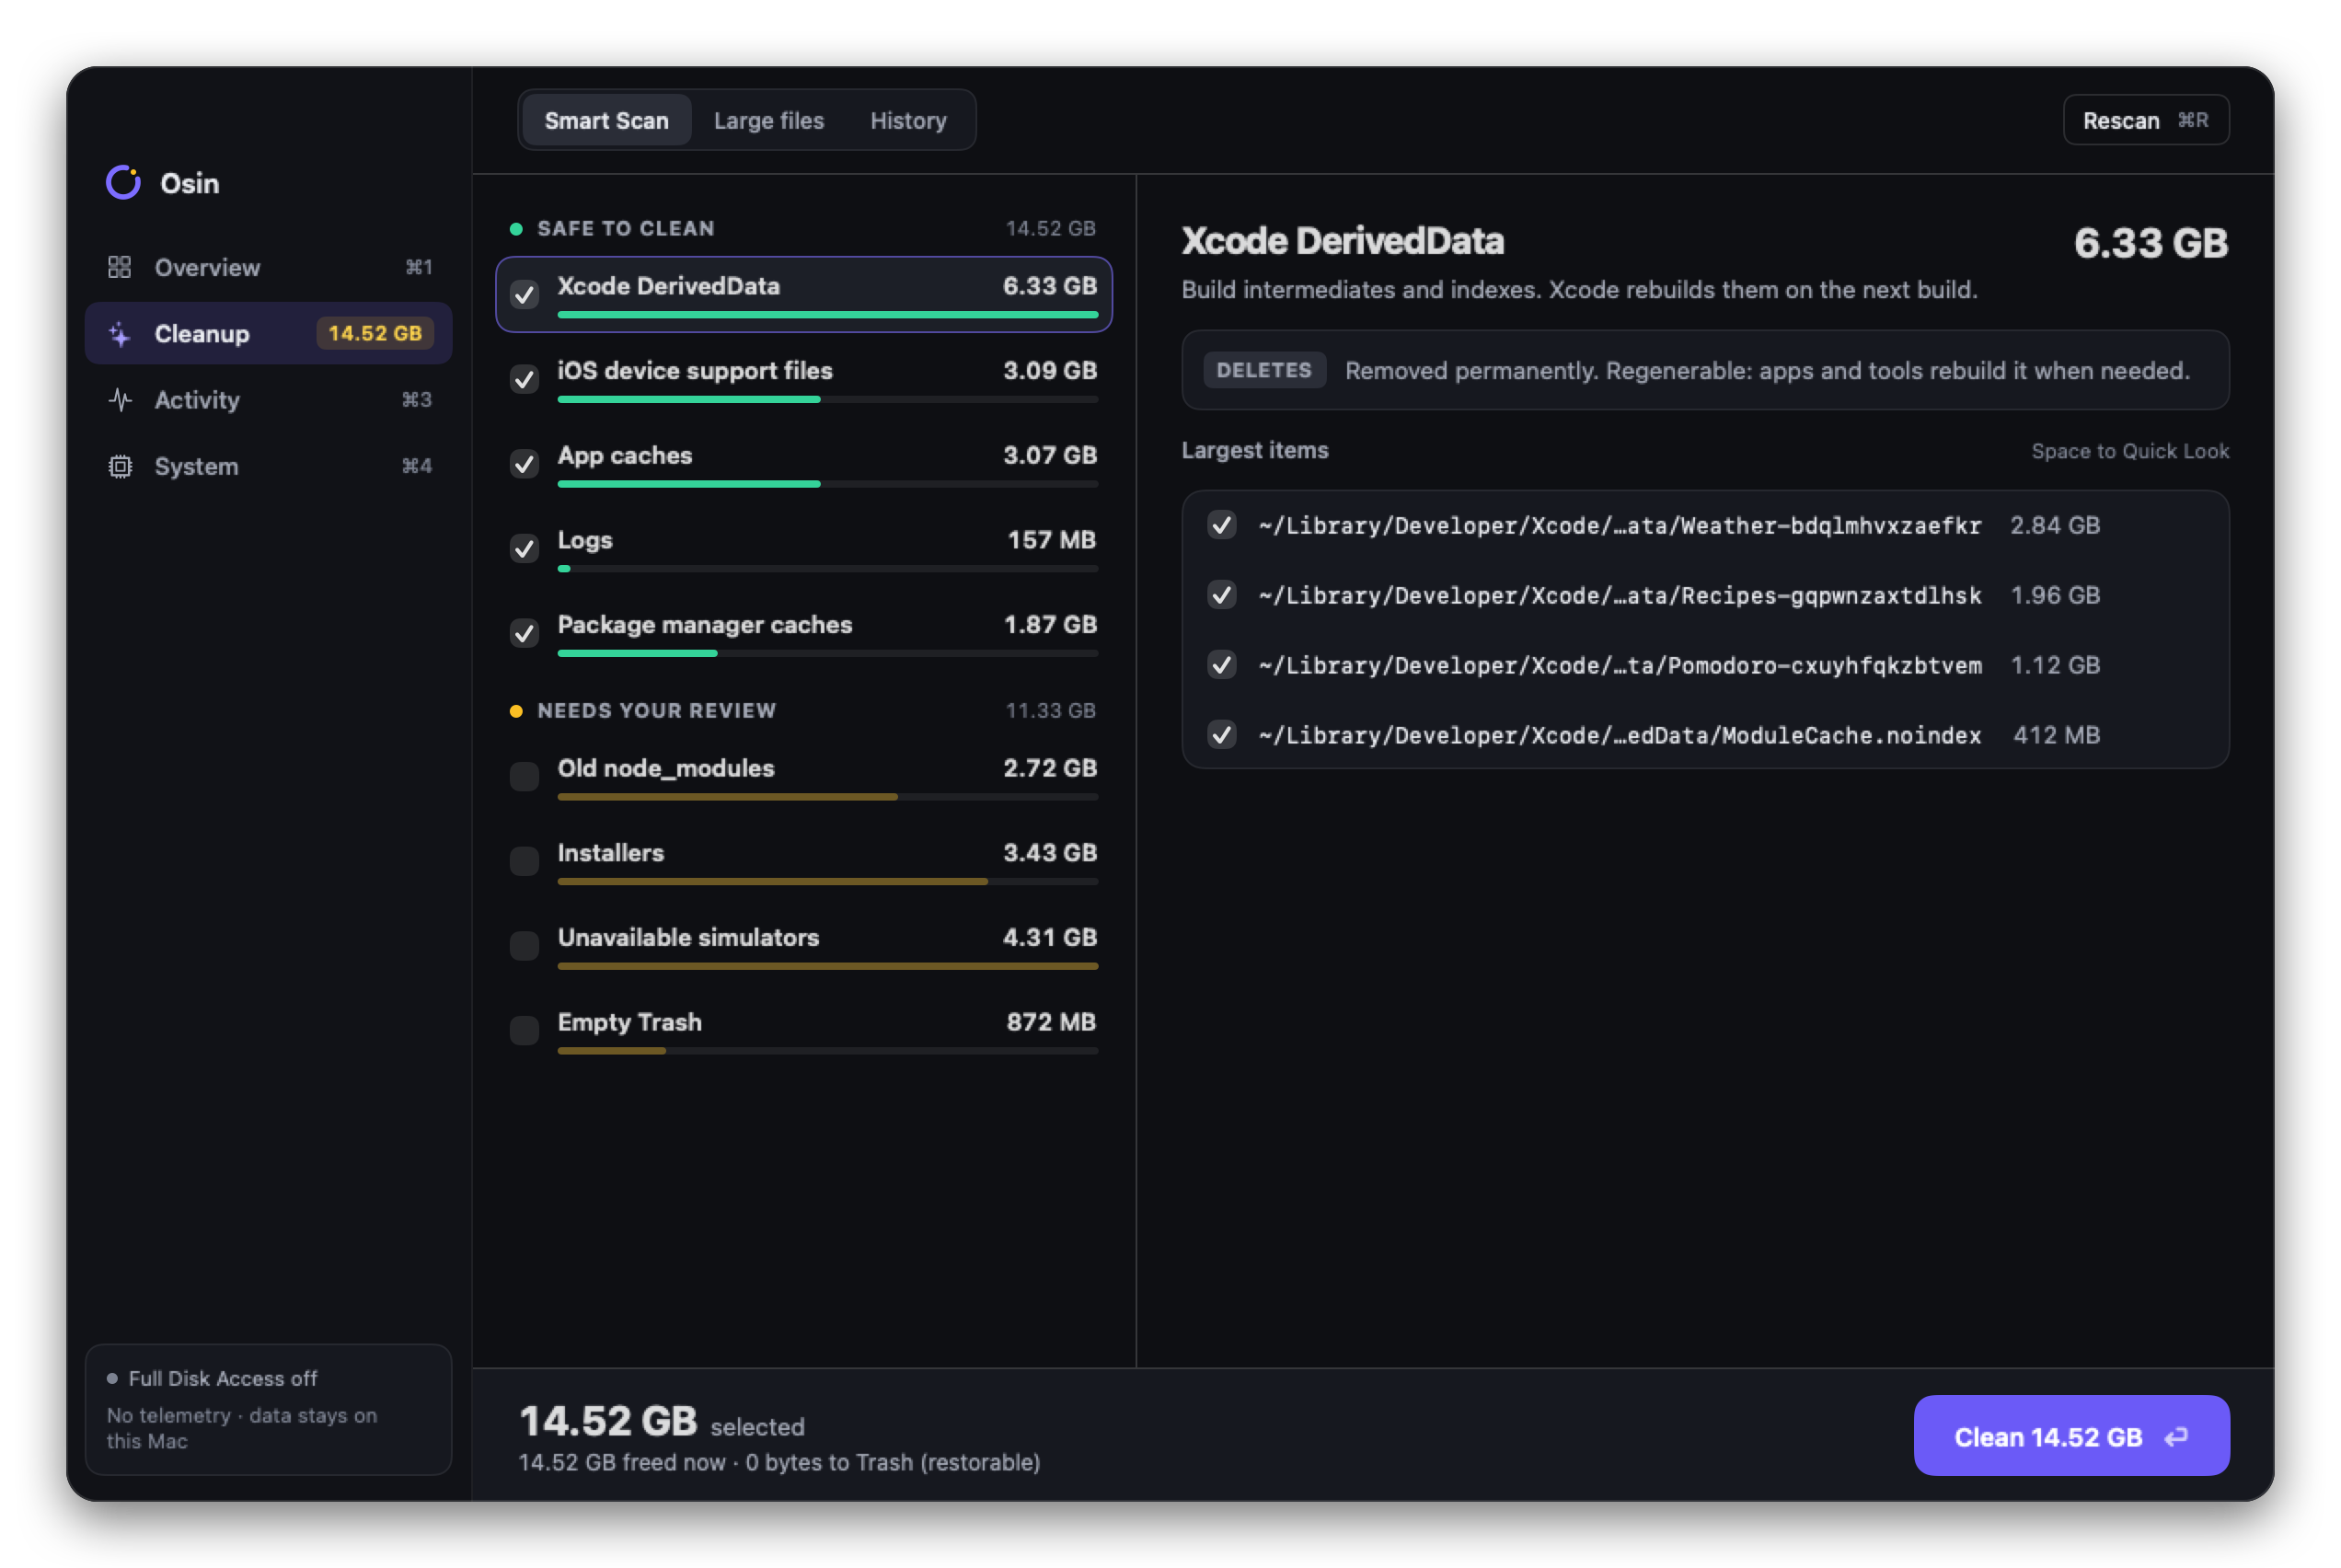 Osin
Overview ⌘1
Cleanup 14.52 GB
Activity ⌘3
System ⌘4
Full Disk Access off
No telemetry · data stays on
this Mac
Smart Scan Large files History
Rescan ⌘R
SAFE TO CLEAN 14.52 GB
Xcode DerivedData 6.33 GB
iOS device support files 3.09 GB
App caches 3.07 GB
Logs 157 MB
Package manager caches 1.87 GB
NEEDS YOUR REVIEW 11.33 GB
Old node_modules 2.72 GB
Installers 3.43 GB
Unavailable simulators 4.31 GB
Empty Trash 872 MB
Xcode DerivedData 6.33 GB
Build intermediates and indexes. Xcode rebuilds them on the next build.
DELETES Removed permanently. Regenerable: apps and tools rebuild it when needed.
Largest items Space to Quick Look
~/Library/Developer/Xcode/…ata/Weather-bdqlmhvxzaefkr 2.84 GB
~/Library/Developer/Xcode/…ata/Recipes-gqpwnzaxtdlhsk 1.96 GB
~/Library/Developer/Xcode/…ta/Pomodoro-cxuyhfqkzbtvem 1.12 GB
~/Library/Developer/Xcode/…edData/ModuleCache.noindex 412 MB
14.52 GB selected
14.52 GB freed now · 0 bytes to Trash (restorable)
Clean 14.52 GB